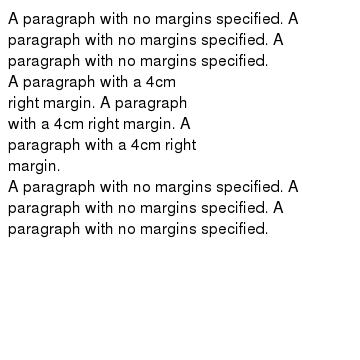 A paragraph with no margins specified. A
paragraph with no margins specified. A
paragraph with no margins specified.
A paragraph with a 4cm
right margin. A paragraph
with a 4cm right margin. A
paragraph with a 4cm right
margin.
A paragraph with no margins specified. A
paragraph with no margins specified. A
paragraph with no margins specified.